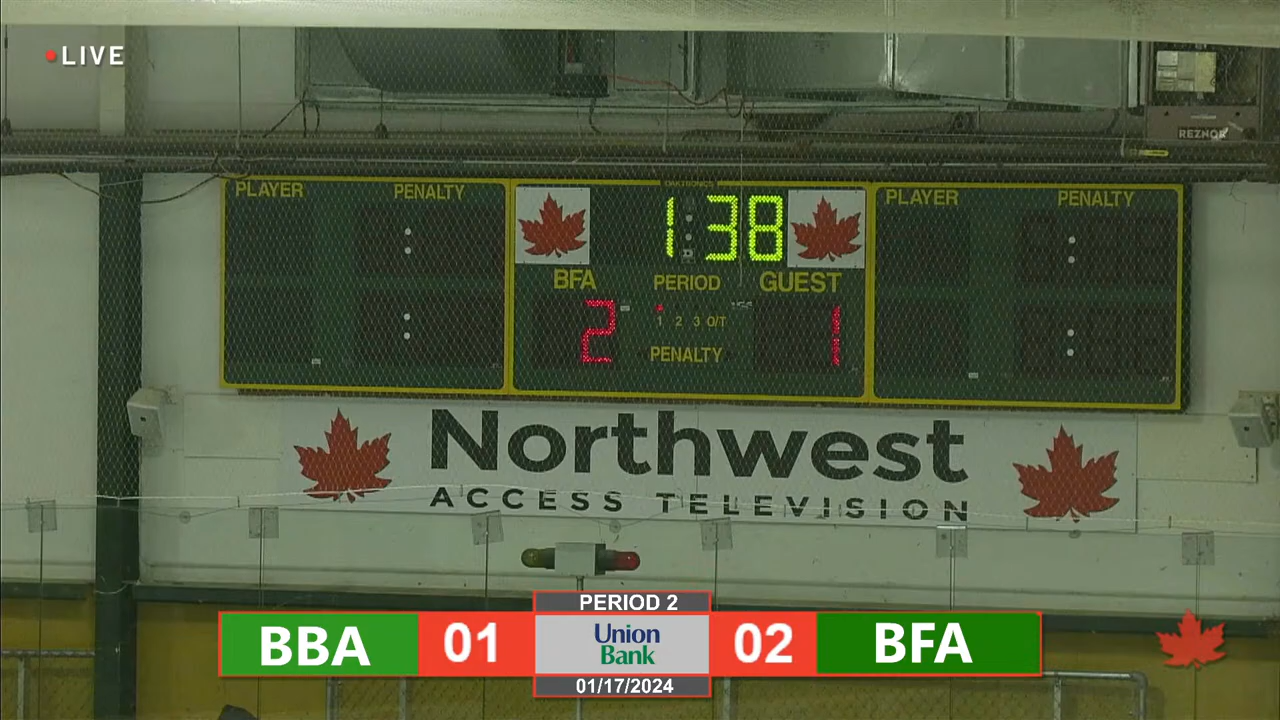 LIVE
REZNOR
DAKTRONICS
PLAYER PENALTY
1:38
PLAYER PENALTY
BFA PERIOD GUEST
2 1 2 3 O/T 1
PENALTY
Northwest
ACCESS TELEVISION
PERIOD 2
BBA 01 Union Bank 02 BFA
01/17/2024